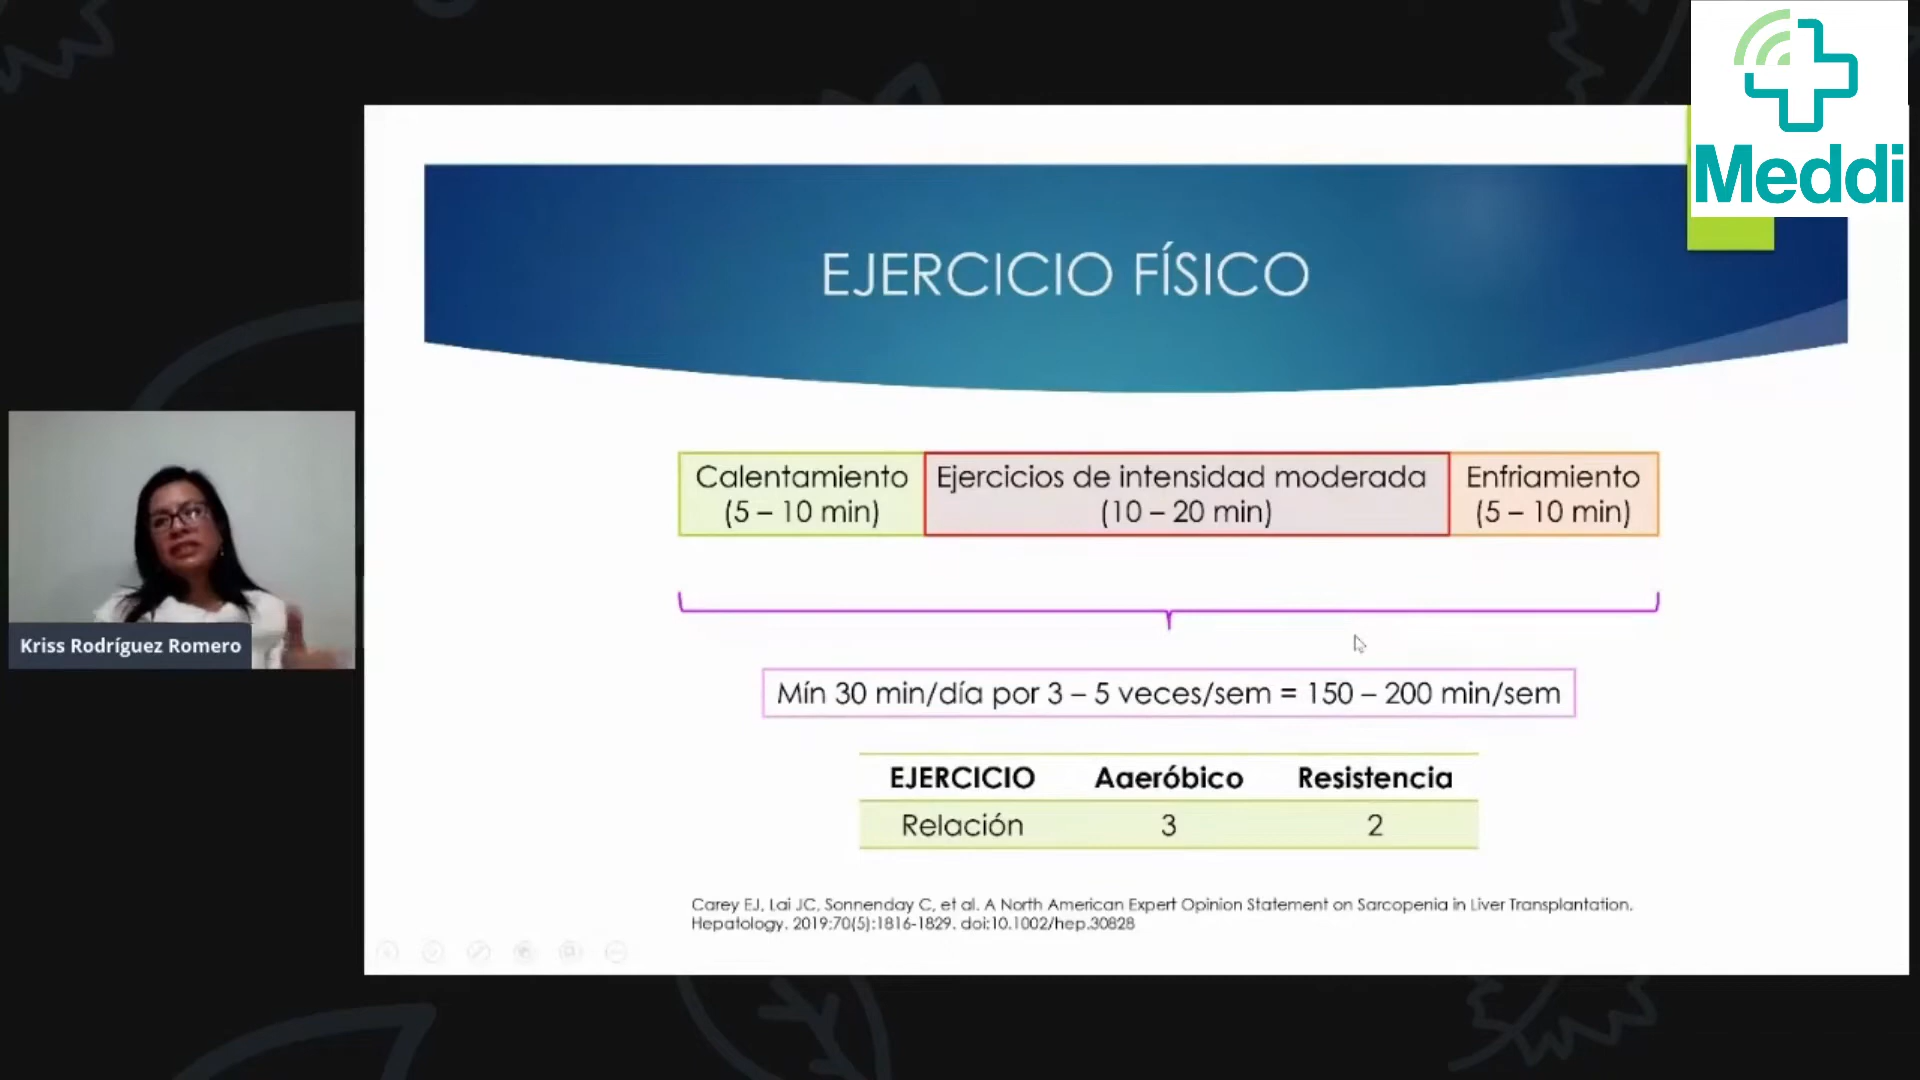 Meddi
EJERCICIO FÍSICO
Calentamiento
(5 – 10 min)
Ejercicios de intensidad moderada
(10 – 20 min)
Enfriamiento
(5 – 10 min)
Kriss Rodríguez Romero
Mín 30 min/día por 3 – 5 veces/sem = 150 – 200 min/sem
EJERCICIO Aaeróbico Resistencia
Relación 3 2
Carey EJ, Lai JC, Sonnenday C, et al. A North American Expert Opinion Statement on Sarcopenia in Liver Transplantation.
Hepatology. 2019;70(5):1816-1829. doi:10.1002/hep.30828